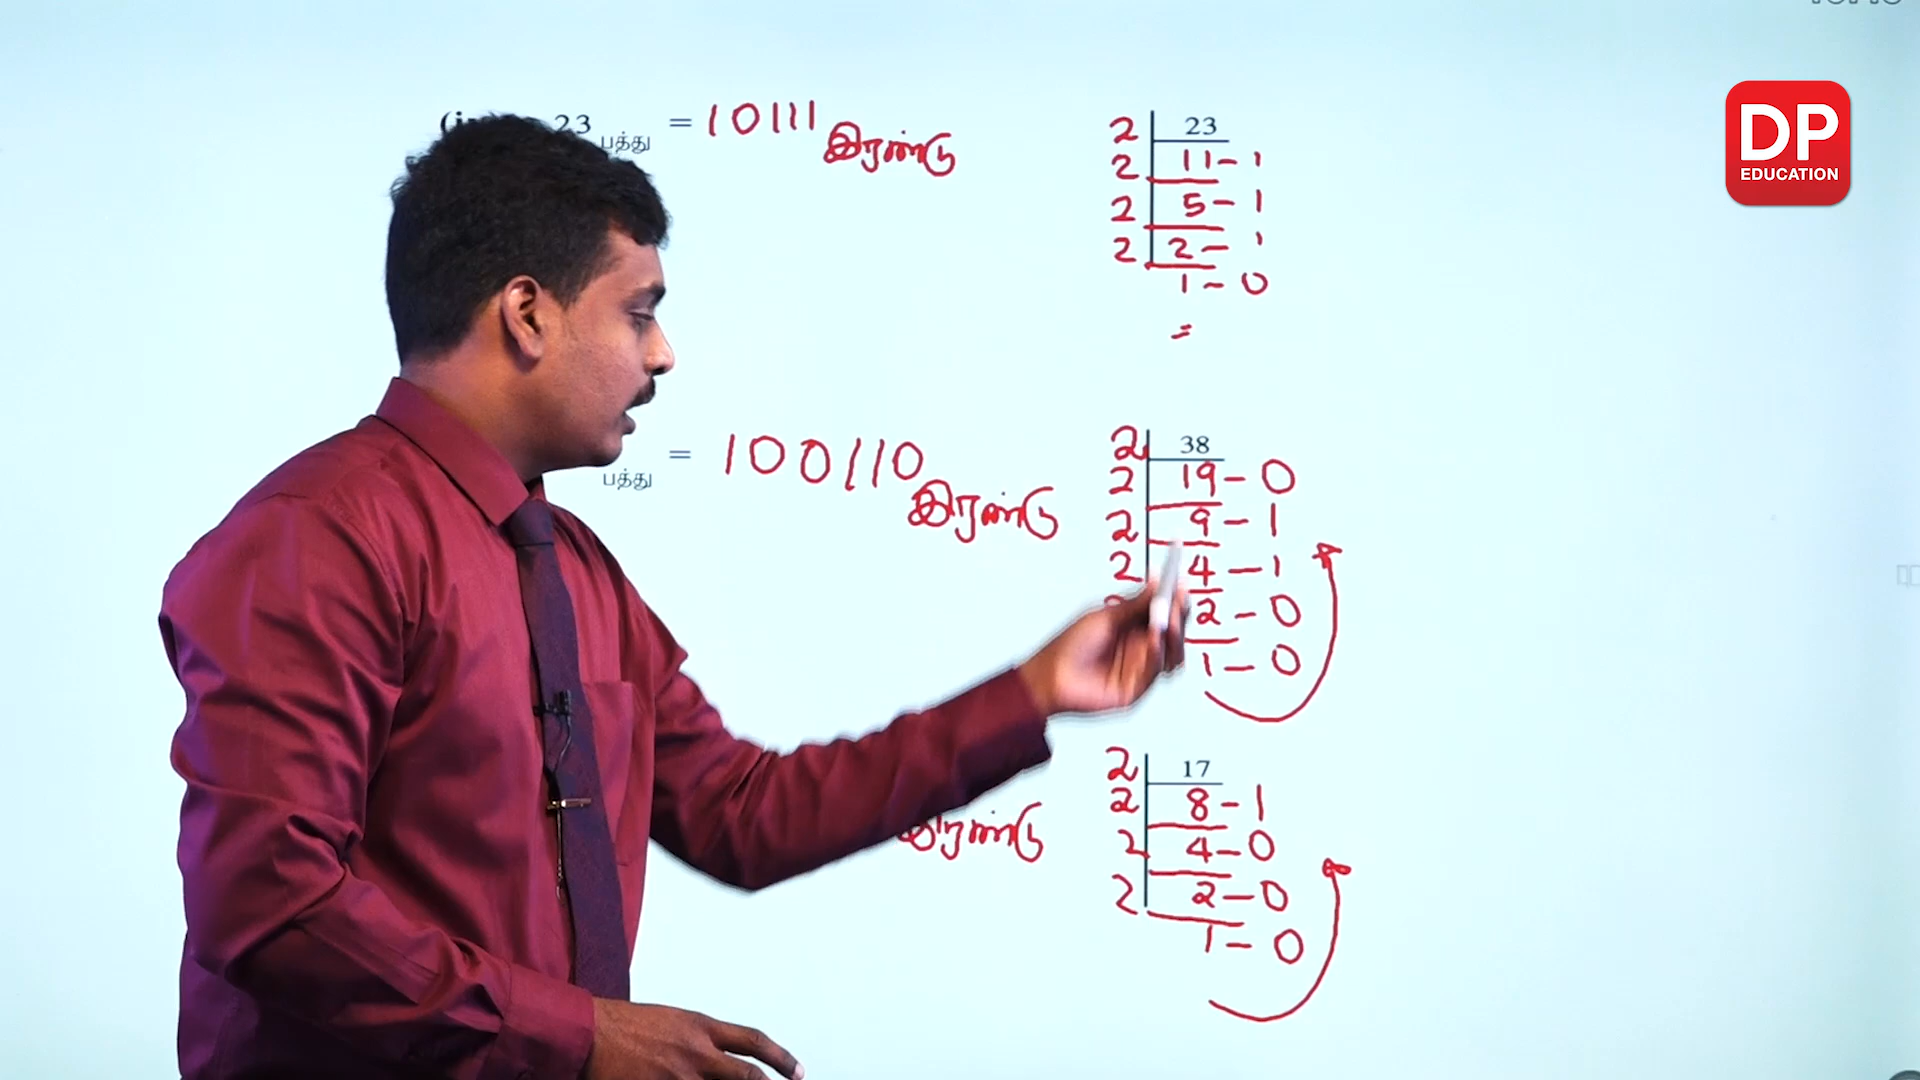 DP
EDUCATION
23 பத்து = 10111 இரண்டு
2 23
2 11 - 1
2 5 - 1
2 2 - 1
1 - 0
=
பத்து = 100110 இரண்டு
2 38
2 19 - 0
2 9 - 1
2 4 - 1
2 - 0
1 - 0
இரண்டு
2 17
2 8 - 1
2 4 - 0
2 2 - 0
1 - 0